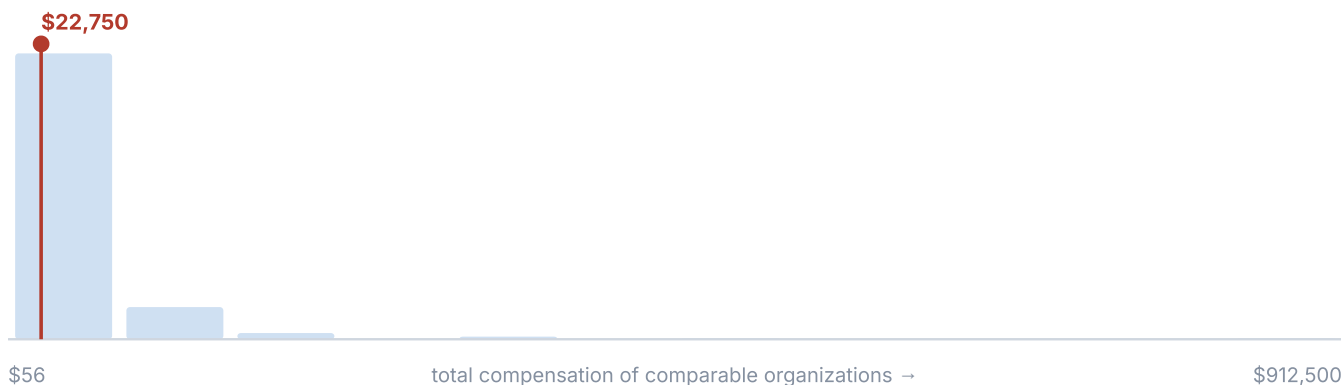 $22,750
$56
total compensation of comparable organizations →
$912,500